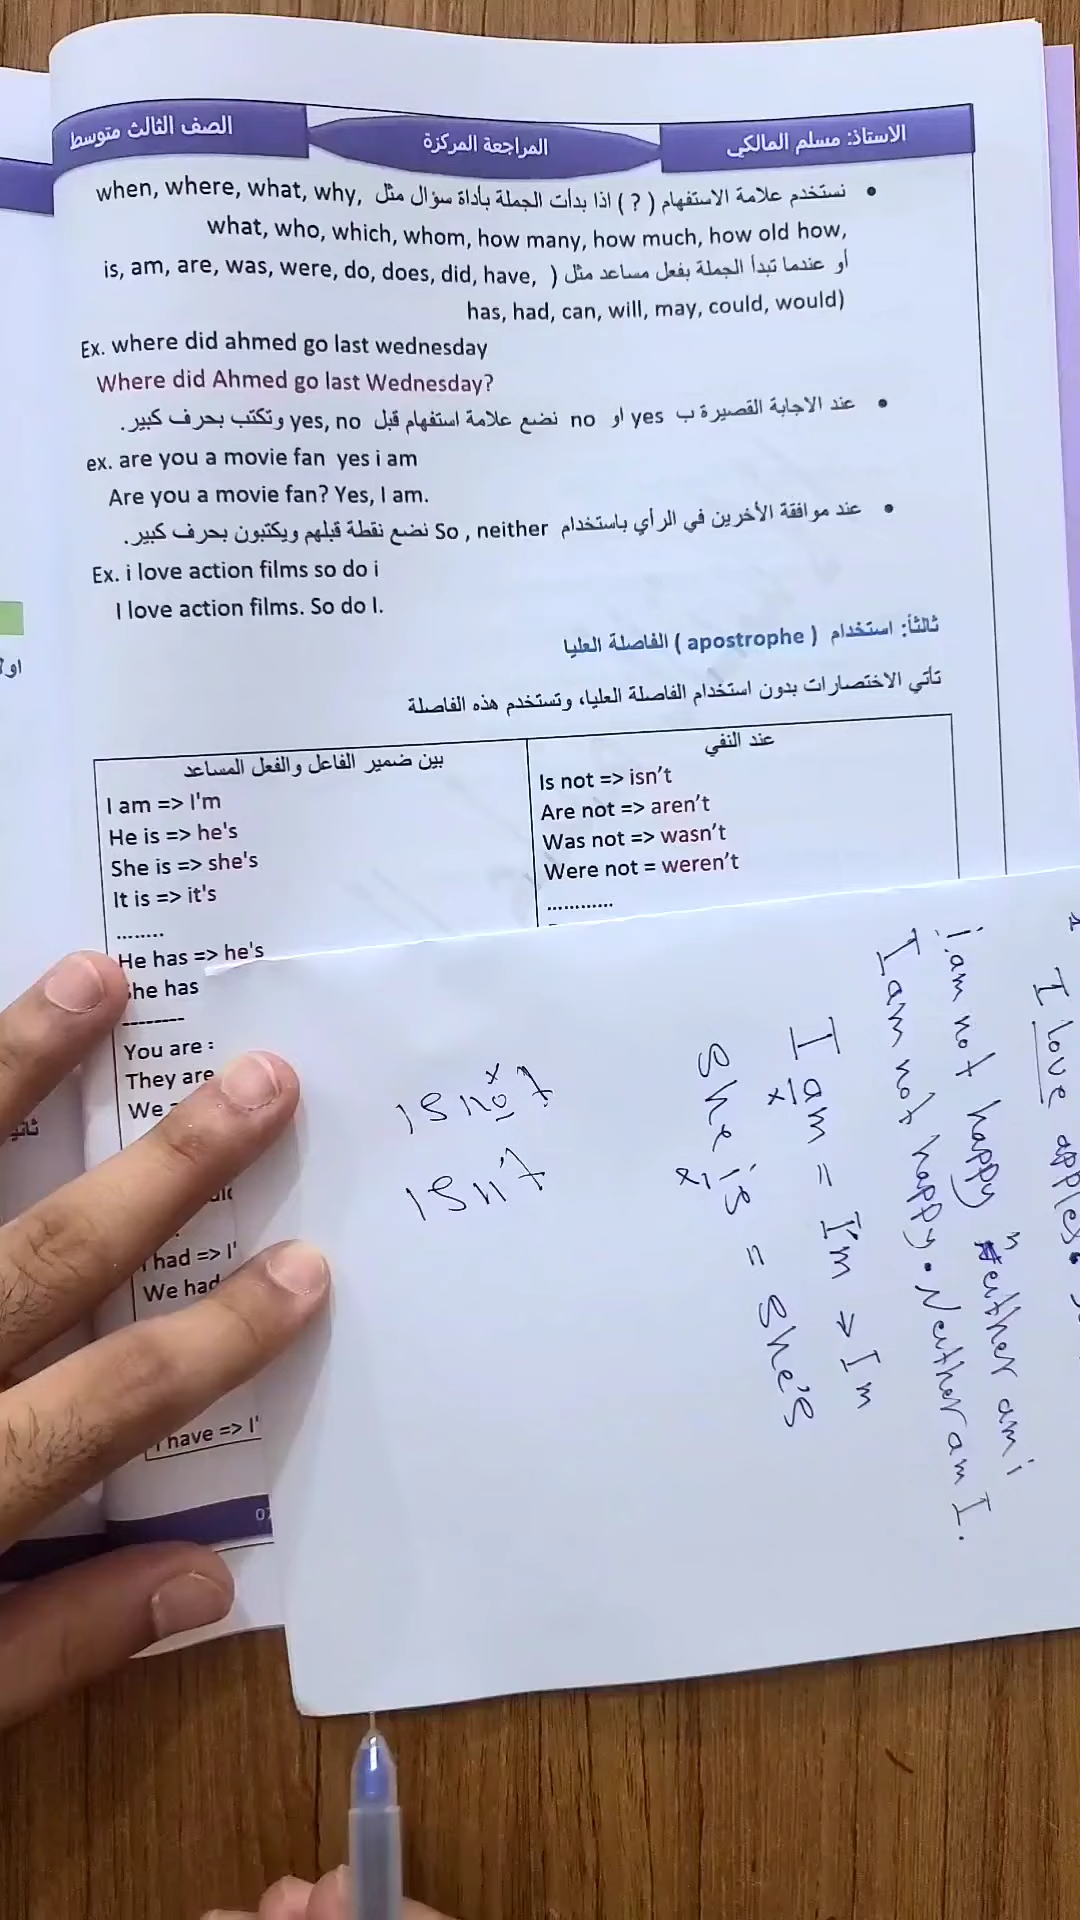 الاستاذ: مسلم المالكي
المراجعة المركزة
الصف الثالث متوسط
نستخدم علامة الاستفهام ( ? ) اذا بدأت الجملة بأداة سؤال مثل when, where, what, why,
what, who, which, whom, how many, how much, how old how,
أو عندما تبدأ الجملة بفعل مساعد مثل ( is, am, are, was, were, do, does, did, have,
has, had, can, will, may, could, would)
Ex. where did ahmed go last wednesday
Where did Ahmed go last Wednesday?
عند الاجابة القصيرة ب yes او no نضع علامة استفهام قبل yes, no وتكتب بحرف كبير.
ex. are you a movie fan yes i am
Are you a movie fan? Yes, I am.
عند موافقة الأخرين في الرأي باستخدام So , neither نضع نقطة قبلهم ويكتبون بحرف كبير.
Ex. i love action films so do i
I love action films. So do I.
ثالثاً: استخدام ( apostrophe ) الفاصلة العليا
تأتي الاختصارات بدون استخدام الفاصلة العليا، وتستخدم هذه الفاصلة
بين ضمير الفاعل والفعل المساعد
I am => I'm
He is => he's
She is => she's
It is => it's
........
He has => he's
She has
--------
You are :
They are
We
had => I'
We had
have => I'
عند النفي
Is not => isn't
Are not => aren't
Was not => wasn't
Were not = weren't
............
I love apples.
i am not happy neither am i
I am not happy. Neither am I.
I am = I'm → Im
She is = She's
is not
isn't